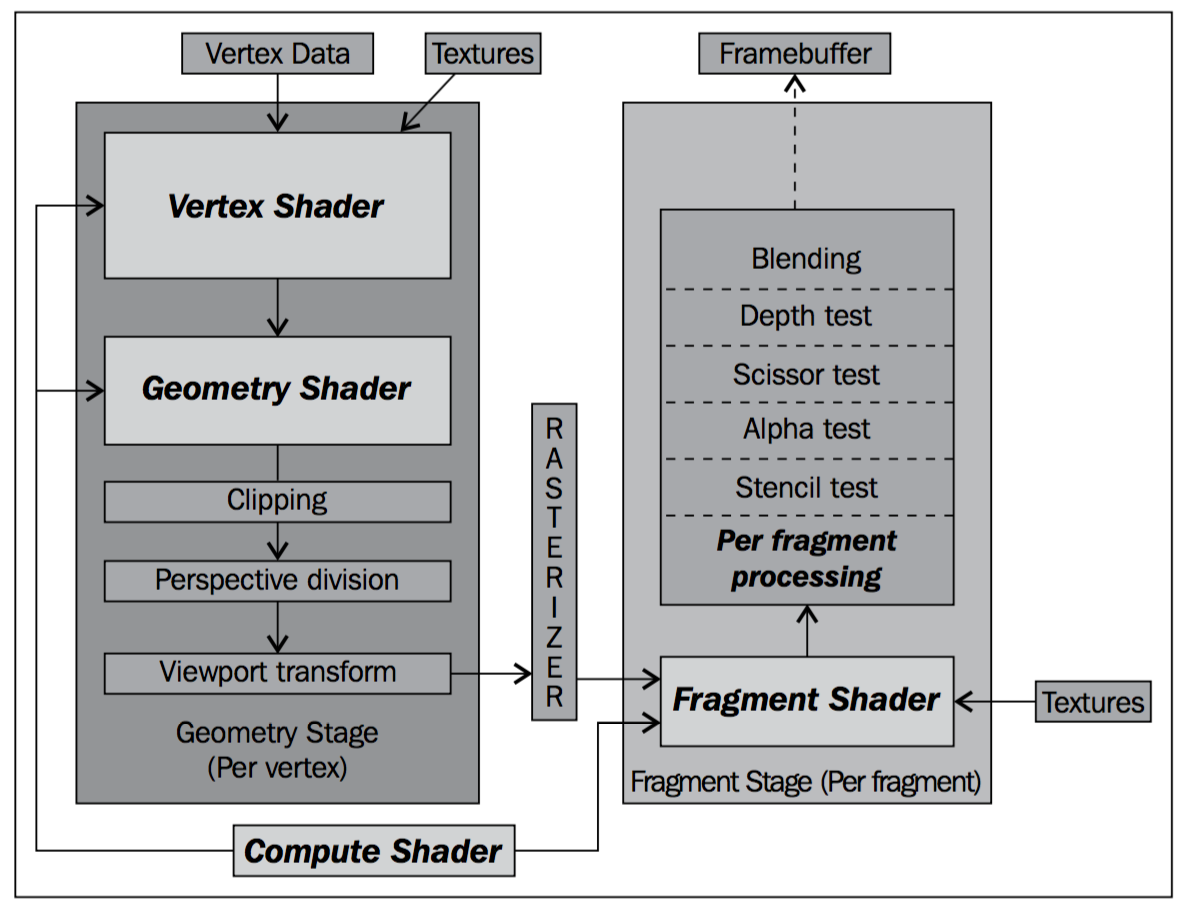 Vertex Data
Textures
Framebuffer
Vertex Shader
Geometry Shader
Clipping
Perspective division
Viewport transform
Geometry Stage
(Per vertex)
RASTERIZER
Blending
Depth test
Scissor test
Alpha test
Stencil test
Per fragment
processing
Fragment Shader
Textures
Fragment Stage (Per fragment)
Compute Shader